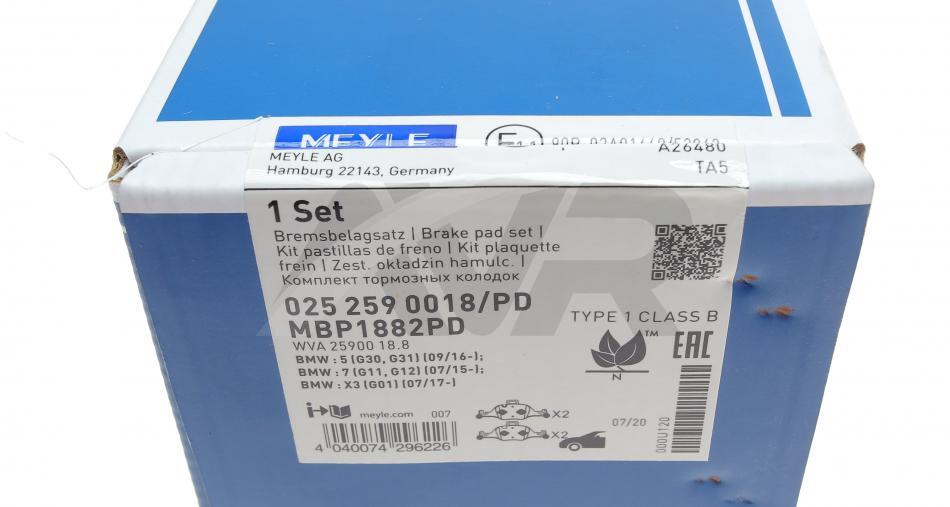 MEYLE
E11
A26480
MEYLE AG
Hamburg 22143, Germany
TA5
1 Set
Bremsbelagsatz | Brake pad set |
Kit pastillas de freno | Kit plaquette
frein | Zest. okładzin hamulc. |
Комплект тормозных колодок
025 259 0018/PD
MBP1882PD
WVA 25900 18.8
TYPE 1 CLASS B
BMW : 5 (G30, G31) (09/16-);
BMW : 7 (G11, G12) (07/15-);
BMW : X3 (G01) (07/17-)
TM
N
EAC
meyle.com 007
X2
X2
07/20
000U120
4 040074 296226